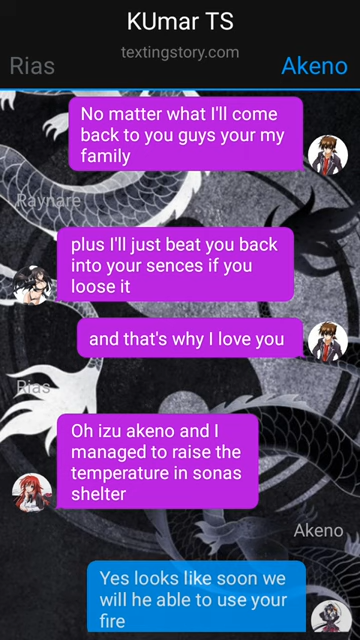 KUmar TS
textingstory.com
Rias
Akeno
No matter what I'll come
back to you guys your my
family
Raynare
plus I'll just beat you back
into your sences if you
loose it
and that's why I love you
Rias
Oh izu akeno and I
managed to raise the
temperature in sonas
shelter
Akeno
Yes looks like soon we
will he able to use your
fire